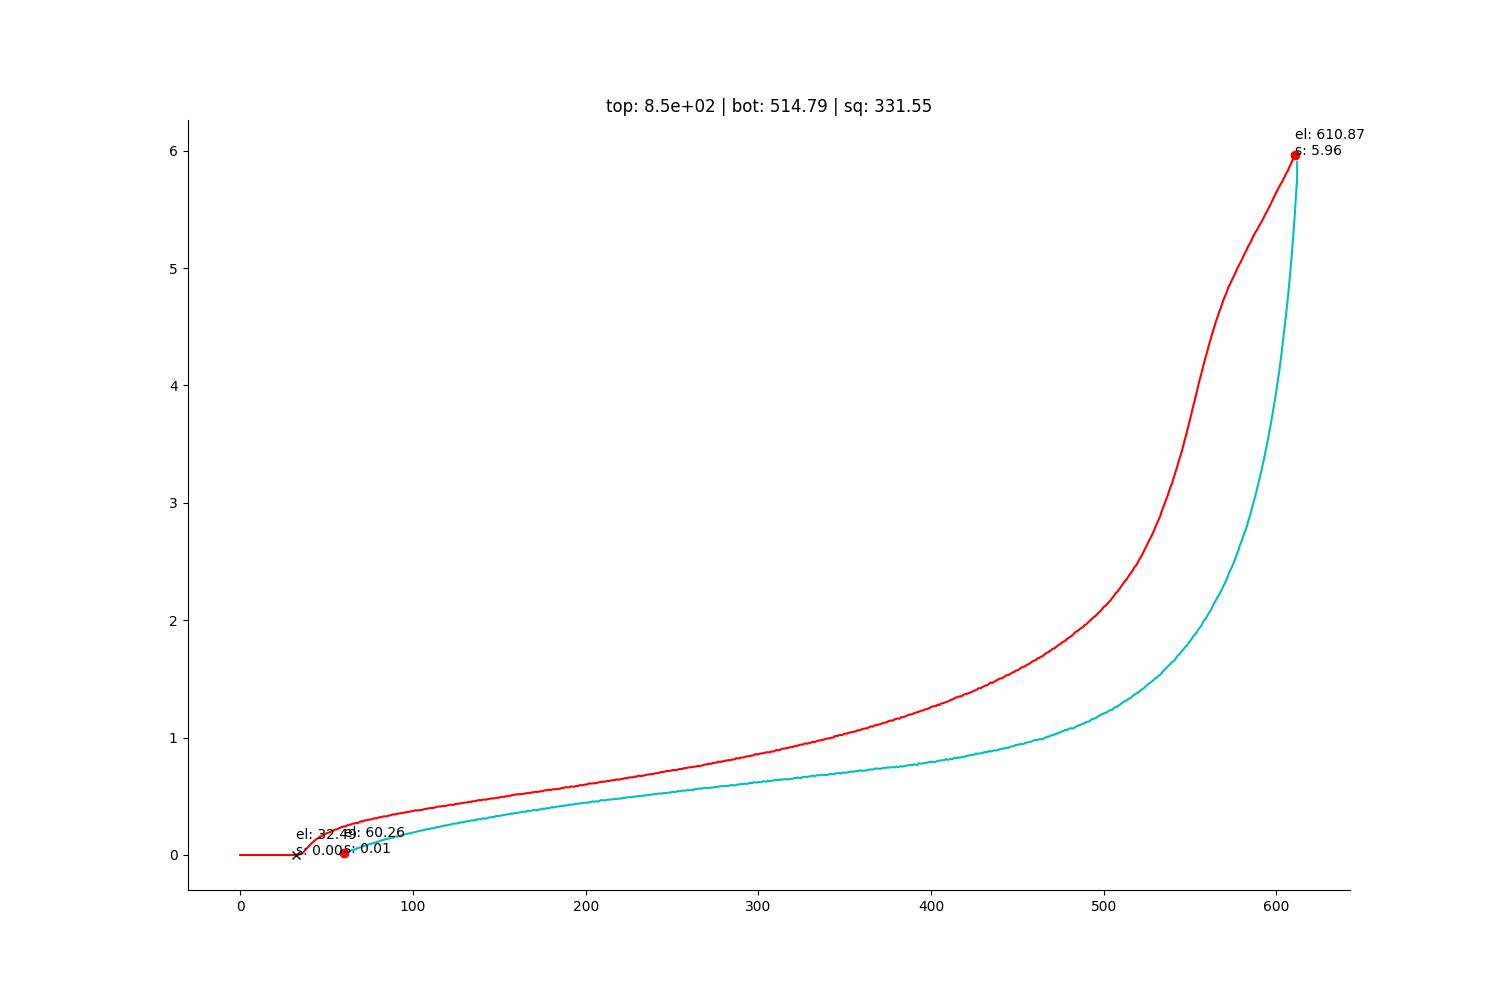 top: 8.5e+02 | bot: 514.79 | sq: 331.55
el: 610.87
s: 5.96
6
5
4
3
2
1
0
el: 32.49
s: 0.00
el: 60.26
s: 0.01
0
100
200
300
400
500
600